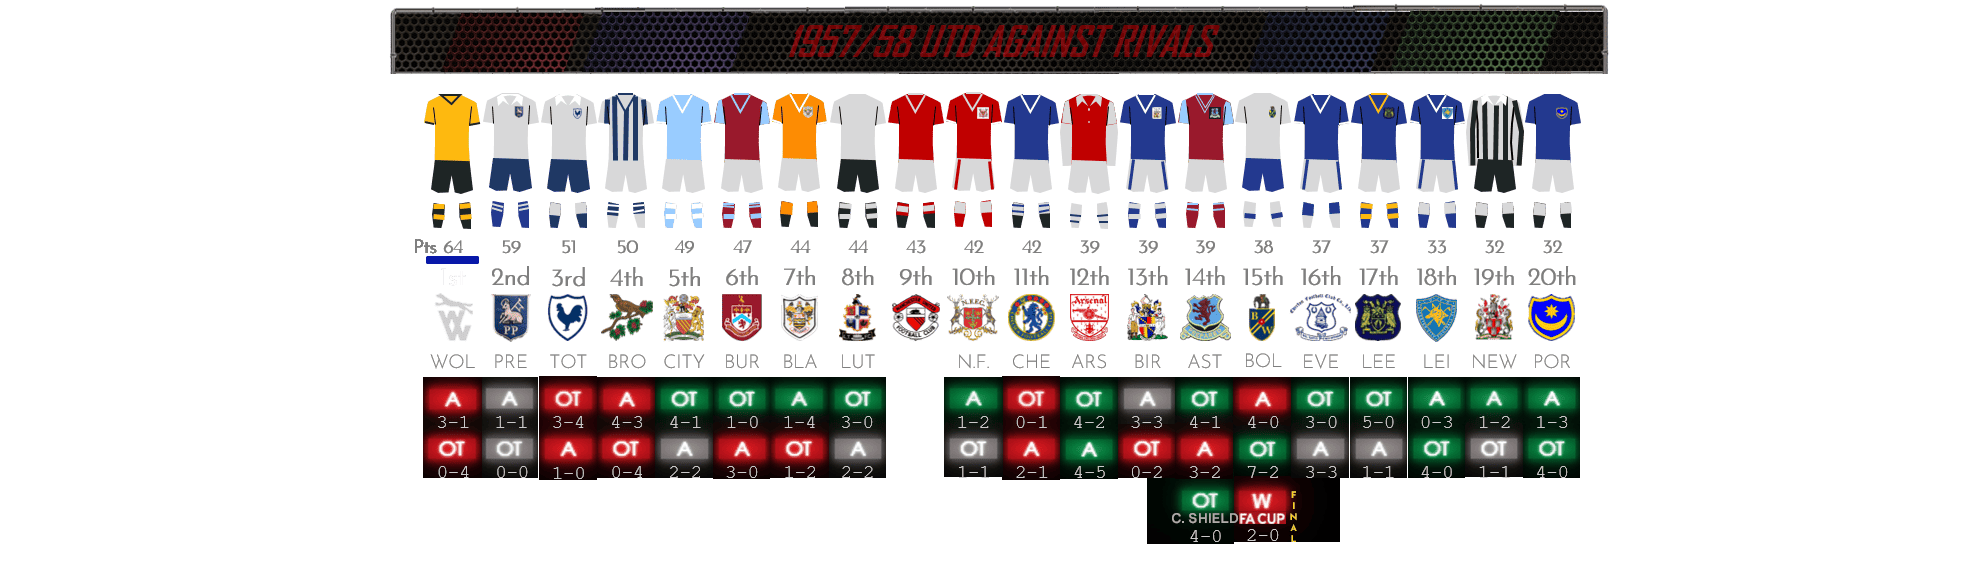 1957/58 UTD AGAINST RIVALS
Pts 64 59 51 50 49 47 44 44 43 42 42 39 39 39 38 37 37 33 32 32
1st 2nd 3rd 4th 5th 6th 7th 8th 9th 10th 11th 12th 13th 14th 15th 16th 17th 18th 19th 20th
WOL PRE TOT BRO CITY BUR BLA LUT N.F. CHE ARS BIR AST BOL EVE LEE LEI NEW POR
A A OT A OT OT A OT A OT OT A OT A OT OT A A A
3-1 1-1 3-4 4-3 4-1 1-0 1-4 3-0 1-2 0-1 4-2 3-3 4-1 4-0 3-0 5-0 0-3 1-2 1-3
OT OT A OT A A OT A OT A A OT A OT A A OT OT OT
0-4 0-0 1-0 0-4 2-2 3-0 1-2 2-2 1-1 2-1 4-5 0-2 3-2 7-2 3-3 1-1 4-0 1-1 4-0
OT W FINAL
C. SHIELD FA CUP
4-0 2-0